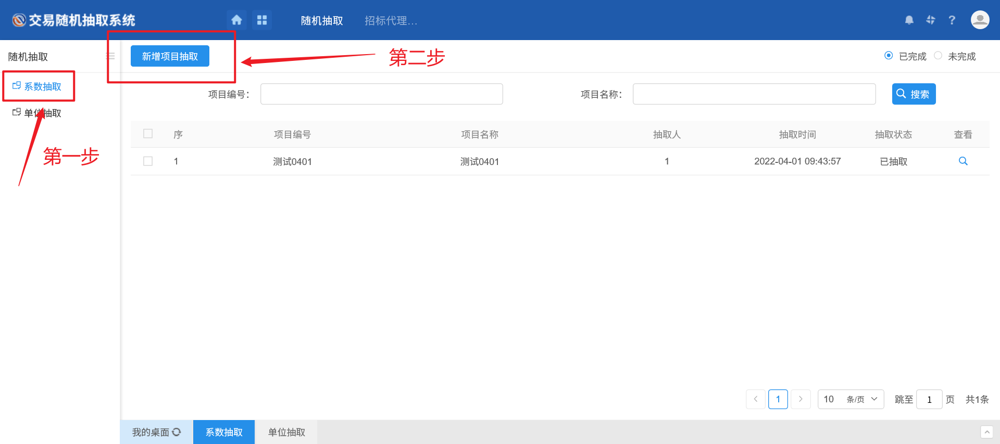 交易随机抽取系统
随机抽取
招标代理...
随机抽取
新增项目抽取
第二步
已完成
未完成
系数抽取
单位抽取
第一步
项目编号：
项目名称：
搜索
序 项目编号 项目名称 抽取人 抽取时间 抽取状态 查看
1 测试0401 测试0401 1 2022-04-01 09:43:57 已抽取
1 10 条/页 跳至 1 页 共1条
我的桌面 系数抽取 单位抽取